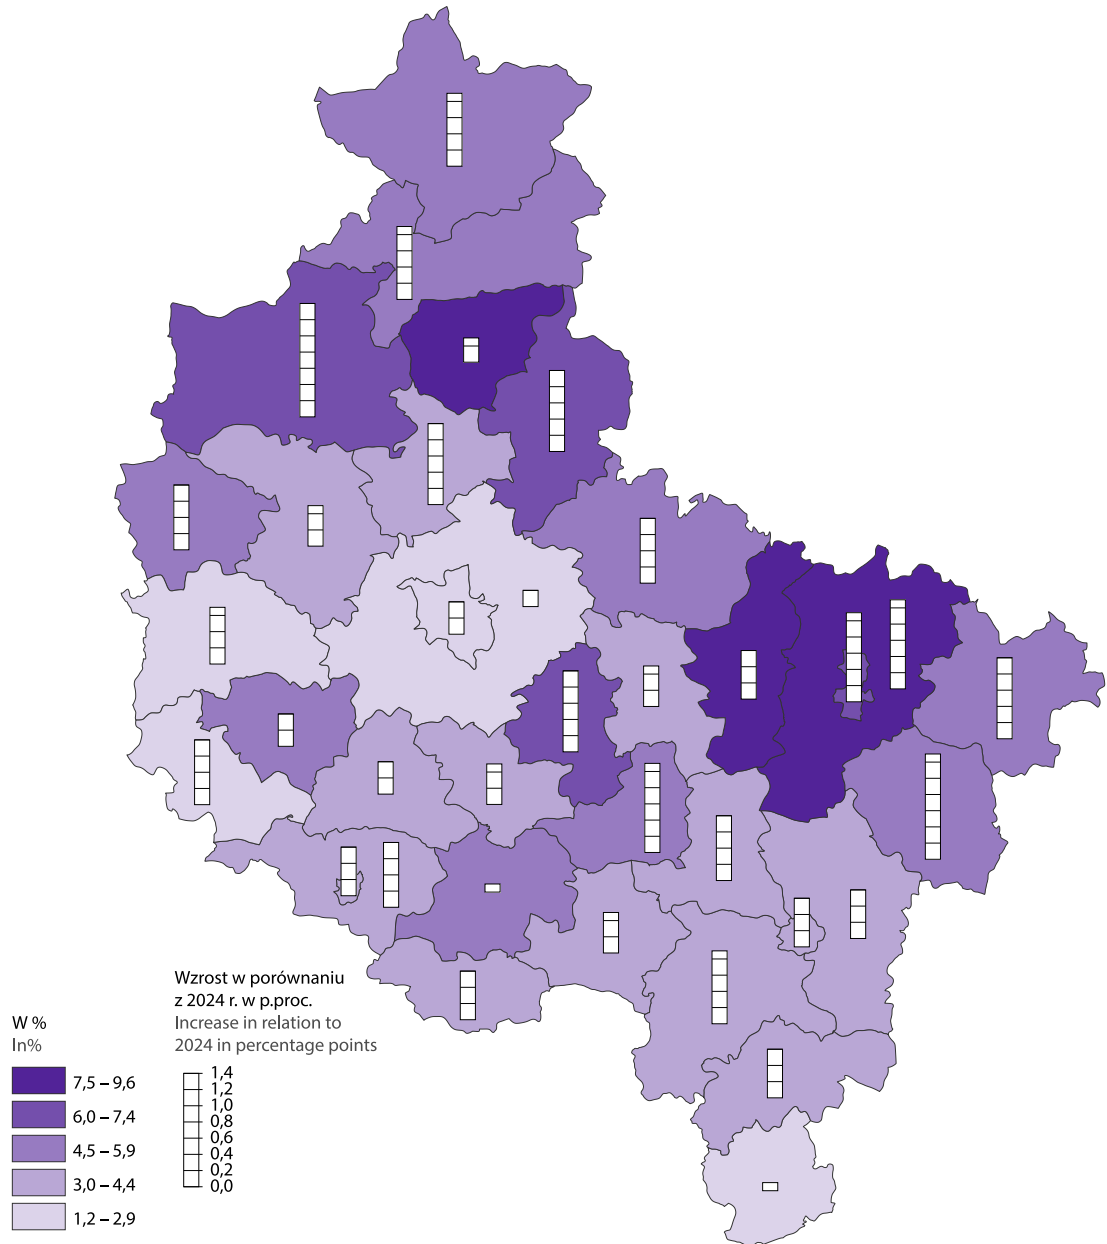 Wzrost w porównaniu
z 2024 r. w p.proc.
Increase in relation to
2024 in percentage points
W %
In%
7,5 – 9,6
6,0 – 7,4
4,5 – 5,9
3,0 – 4,4
1,2 – 2,9
1,4
1,2
1,0
0,8
0,6
0,4
0,2
0,0